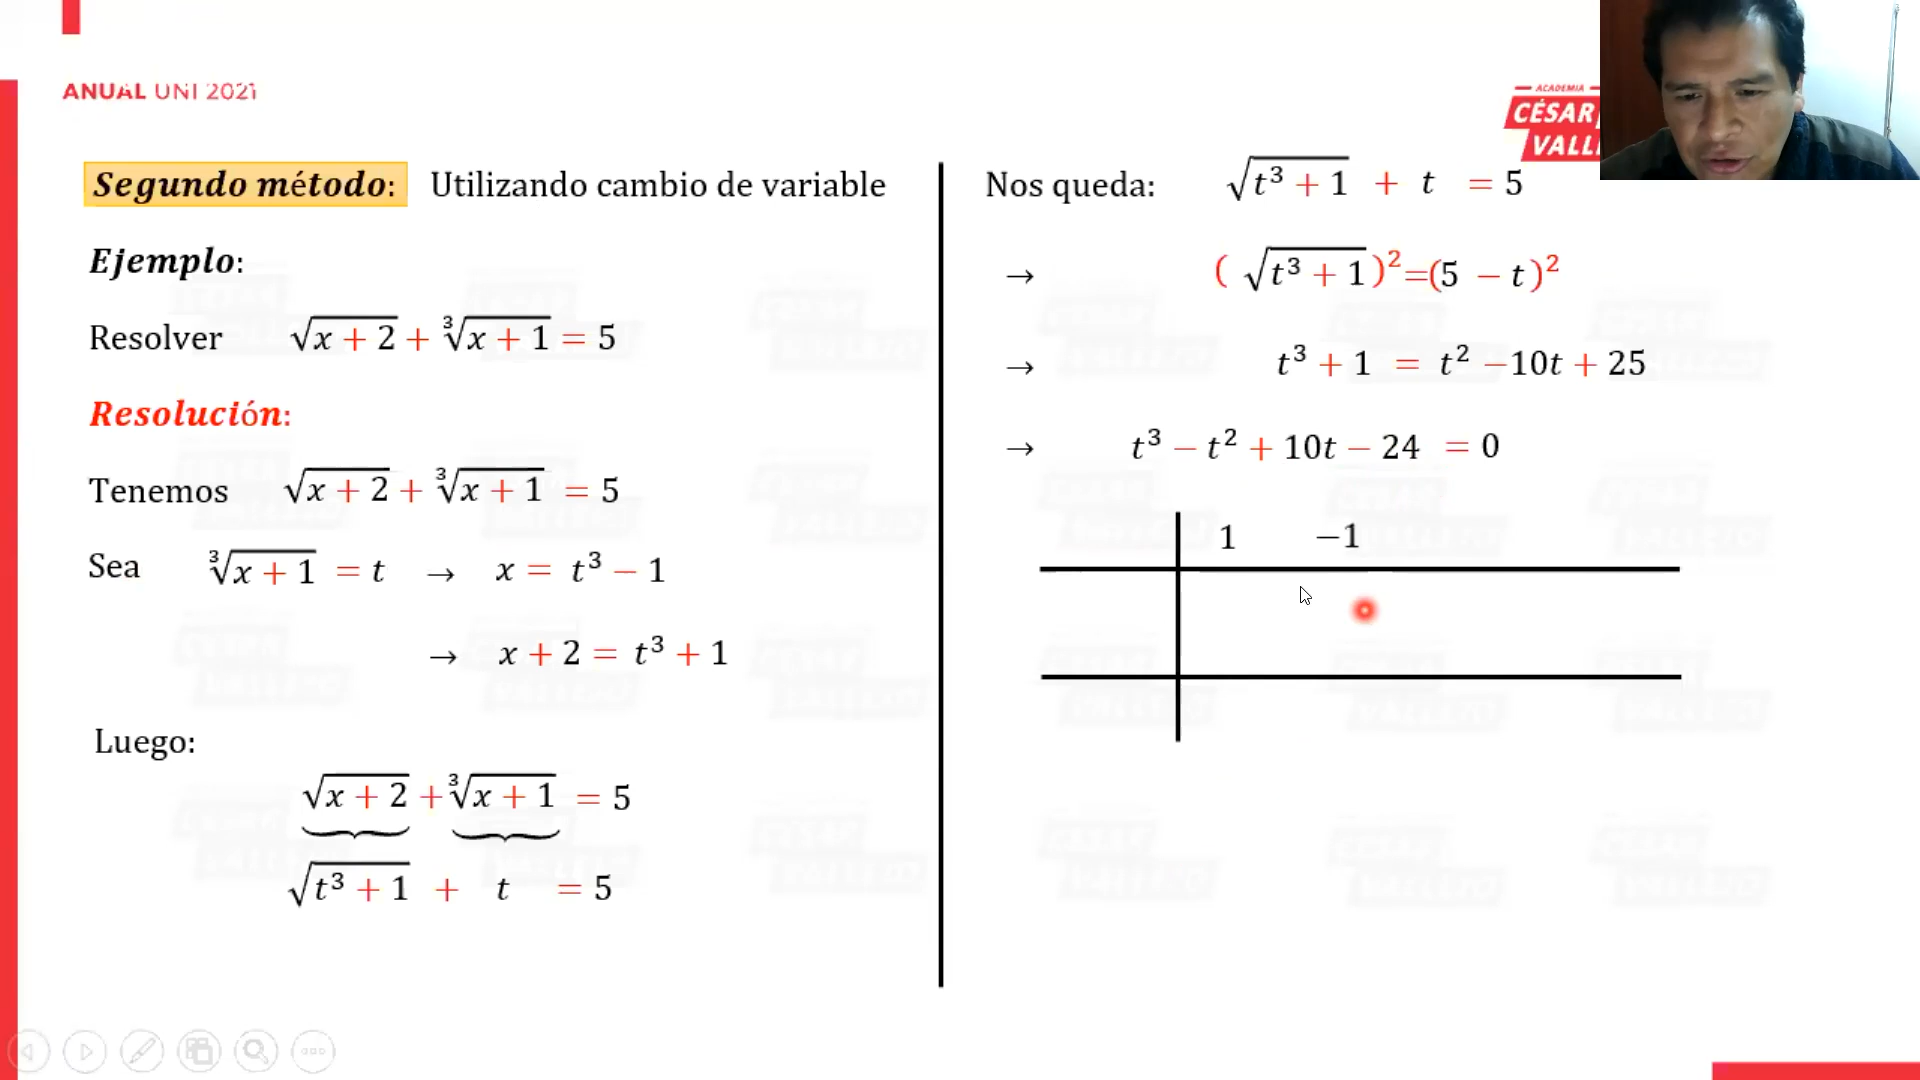 ANUAL UNI 2021
ACADEMIA
CÉSAR
VALL
Segundo método: Utilizando cambio de variable
Ejemplo:
Resolver √(x + 2) + ∛(x + 1) = 5
Resolución:
Tenemos √(x + 2) + ∛(x + 1) = 5
Sea ∛(x + 1) = t → x = t³ − 1
→ x + 2 = t³ + 1
Luego:
√(x + 2) + ∛(x + 1) = 5
√(t³ + 1) + t = 5
Nos queda: √(t³ + 1) + t = 5
→ (√(t³ + 1))² = (5 − t)²
→ t³ + 1 = t² − 10t + 25
→ t³ − t² + 10t − 24 = 0
1 −1